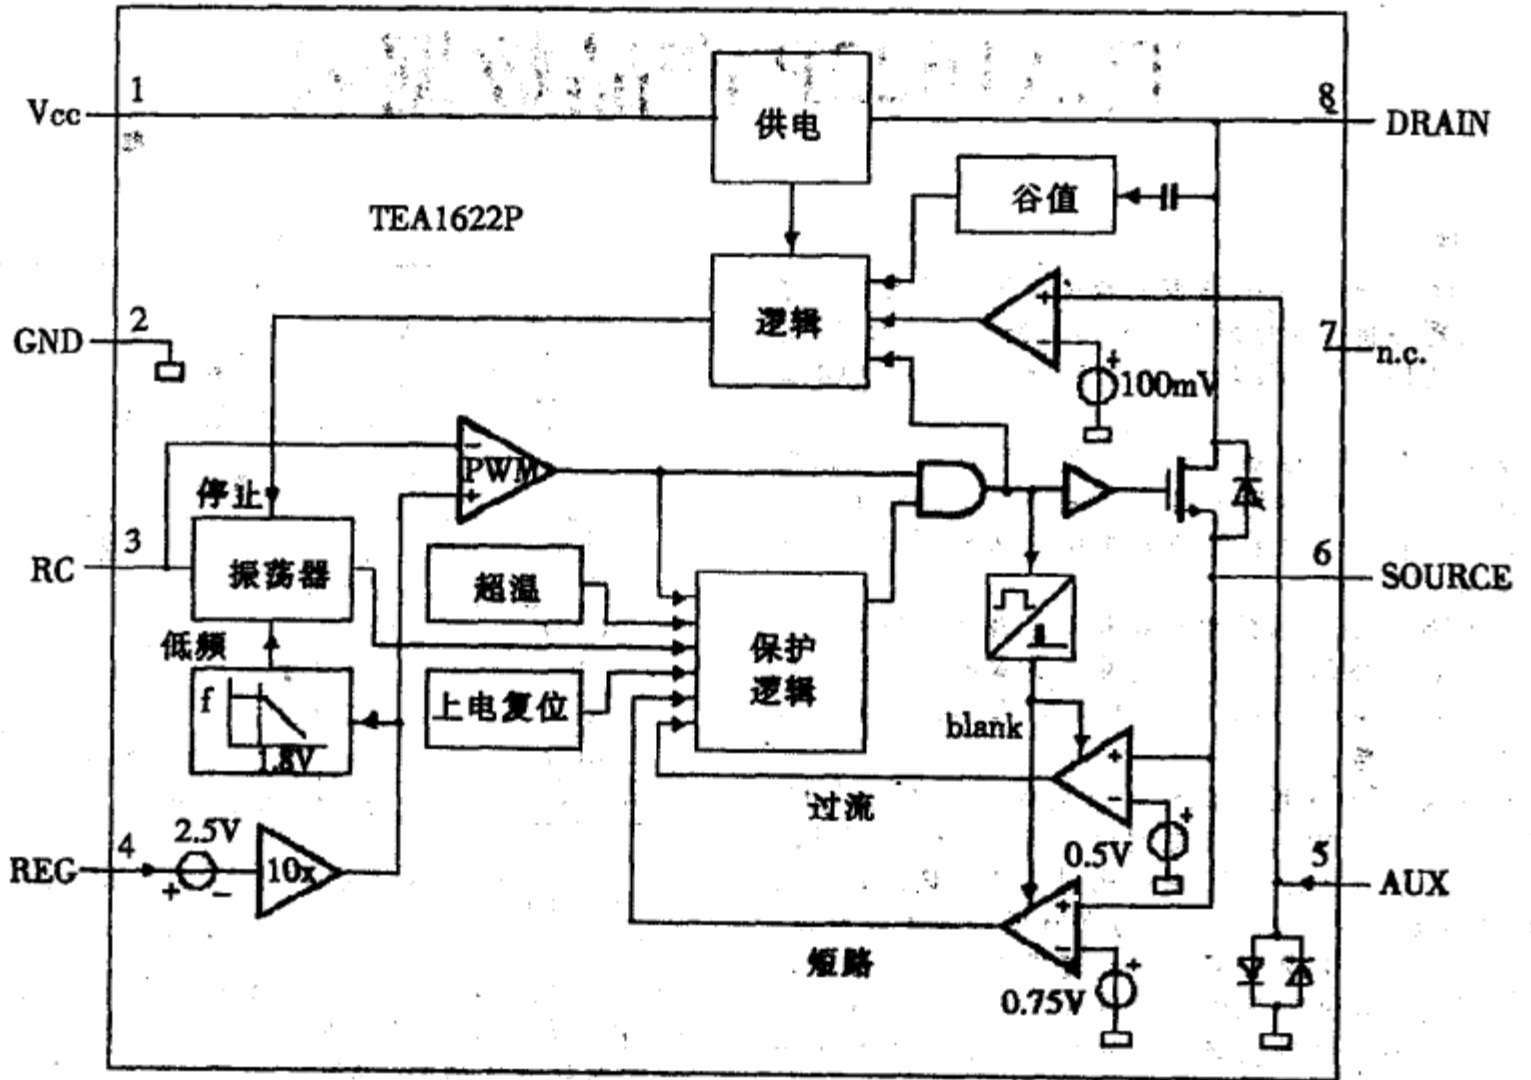 1
Vcc
供电
8
DRAIN
谷值
TEA1622P
GND
2
逻辑
+
-
+
100mV
7
n.c.
停止
-
PWM
+
RC
3
振荡器
超温
6
SOURCE
低频
保护
逻辑
f
1.8V
上电复位
blank
+
-
过流
+
0.5V
REG
4
2.5V
+
-
10x
5
AUX
+
-
短路
+
0.75V